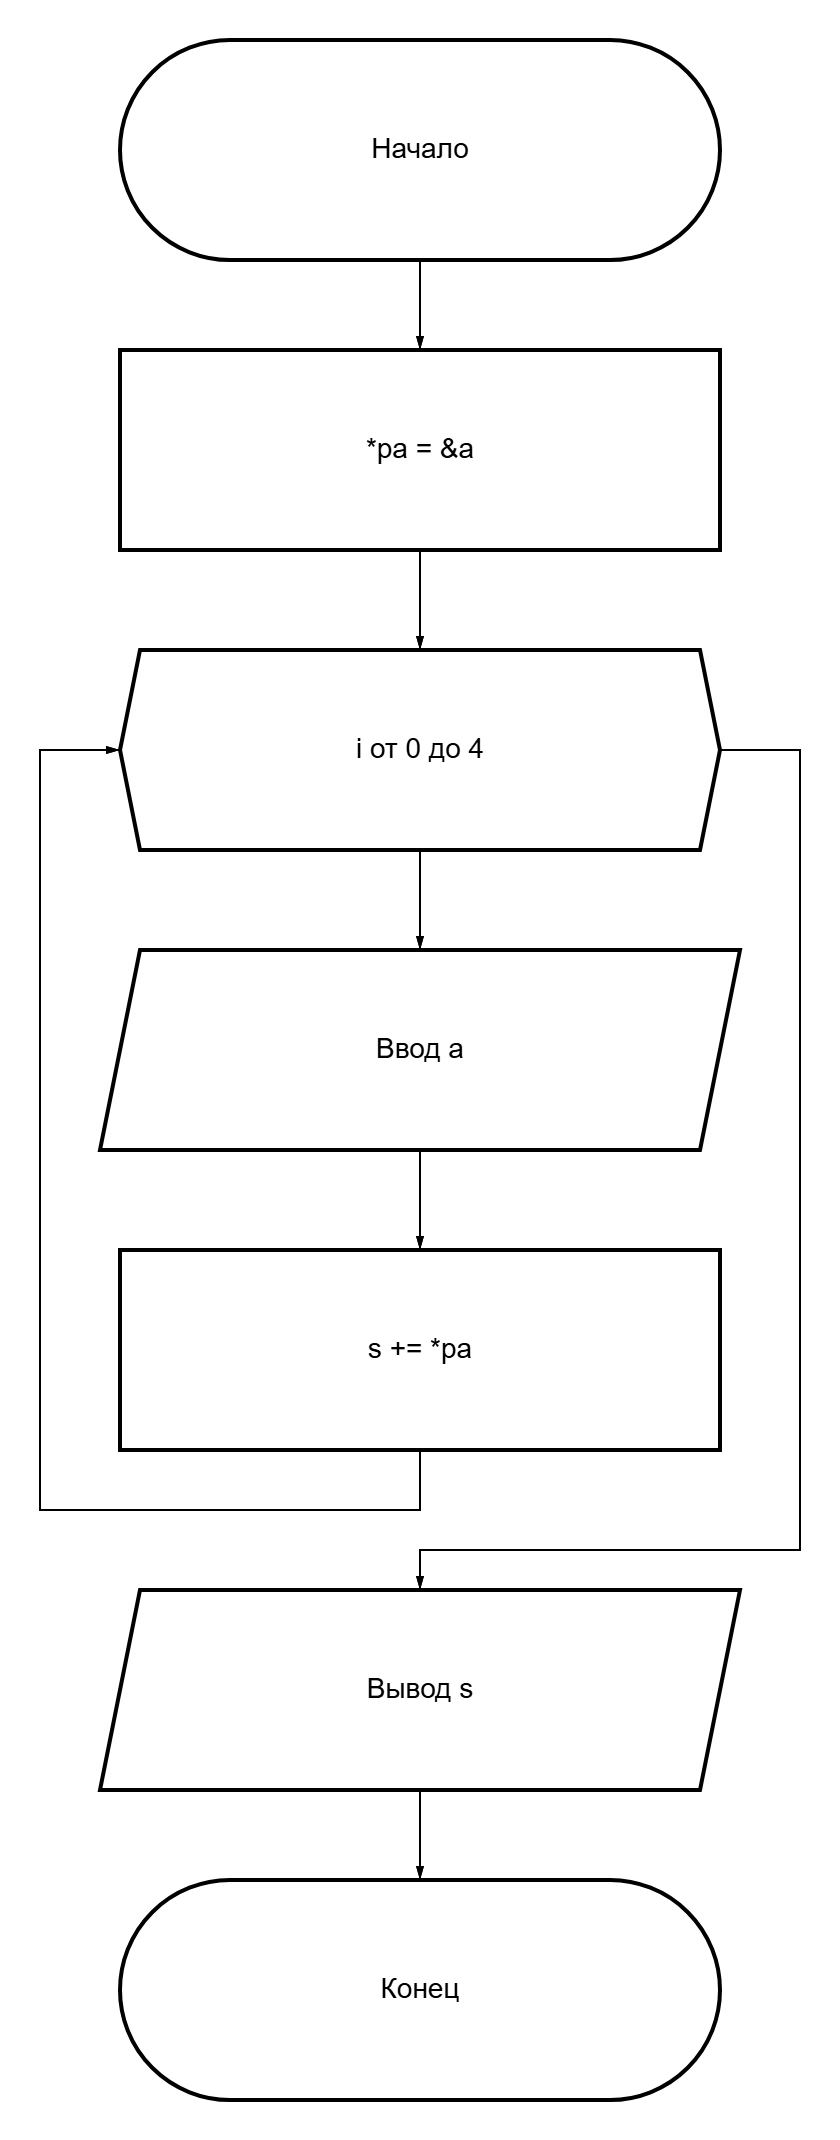 Начало
*pa = &a
i от 0 до 4
Ввод a
s += *pa
Вывод s
Конец